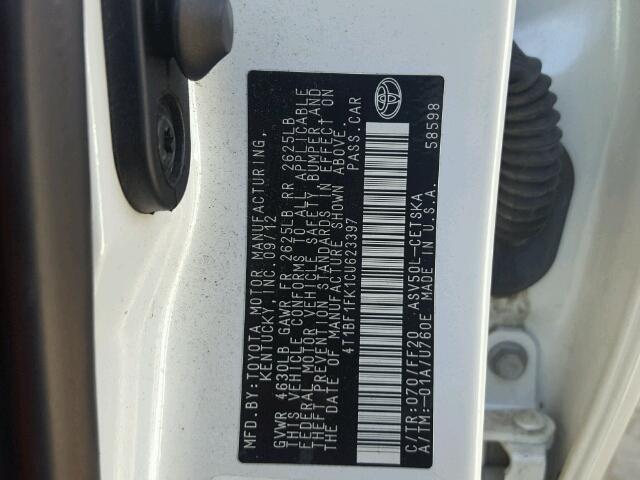 MFD.BY:TOYOTA MOTOR MANUFACTURING,
KENTUCKY, INC. 09/12
GVWR 4630LB GAWR FR 2625LB RR 2625LB
THIS VEHICLE CONFORMS TO ALL APPLICABLE
FEDERAL MOTOR VEHICLE SAFETY BUMPER, AND
THEFT PREVENTION STANDARDS IN EFFECT ON
THE DATE OF MANUFACTURE SHOWN ABOVE.
4T1BF1FK1CU623397 PASS.CAR
C/TR:070/FF20 ASV50L-CETSKA
A/TM:-01A/U760E MADE IN U.S.A.
58598